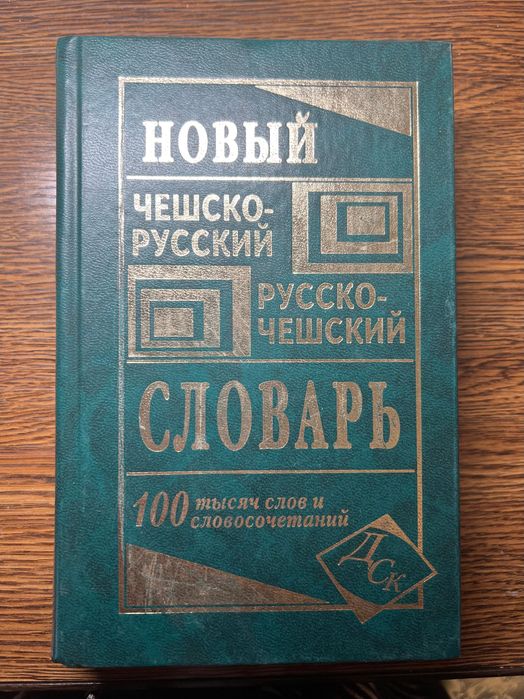 НОВЫЙ
ЧЕШСКО-
РУССКИЙ
РУССКО-
ЧЕШСКИЙ
СЛОВАРЬ
100 тысяч слов и
словосочетаний
ДСК